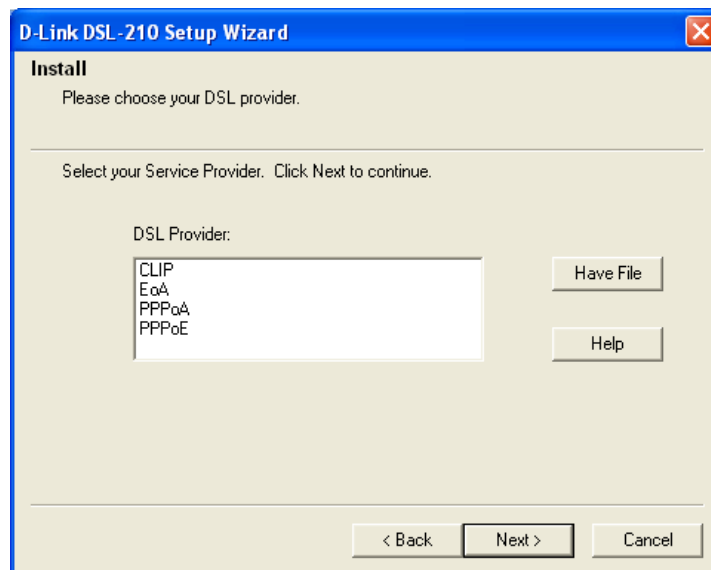 D-Link DSL-210 Setup Wizard
Install
Please choose your DSL provider.
Select your Service Provider.  Click Next to continue.
DSL Provider:
CLIP
EoA
PPPoA
PPPoE
Have File
Help
< Back
Next >
Cancel